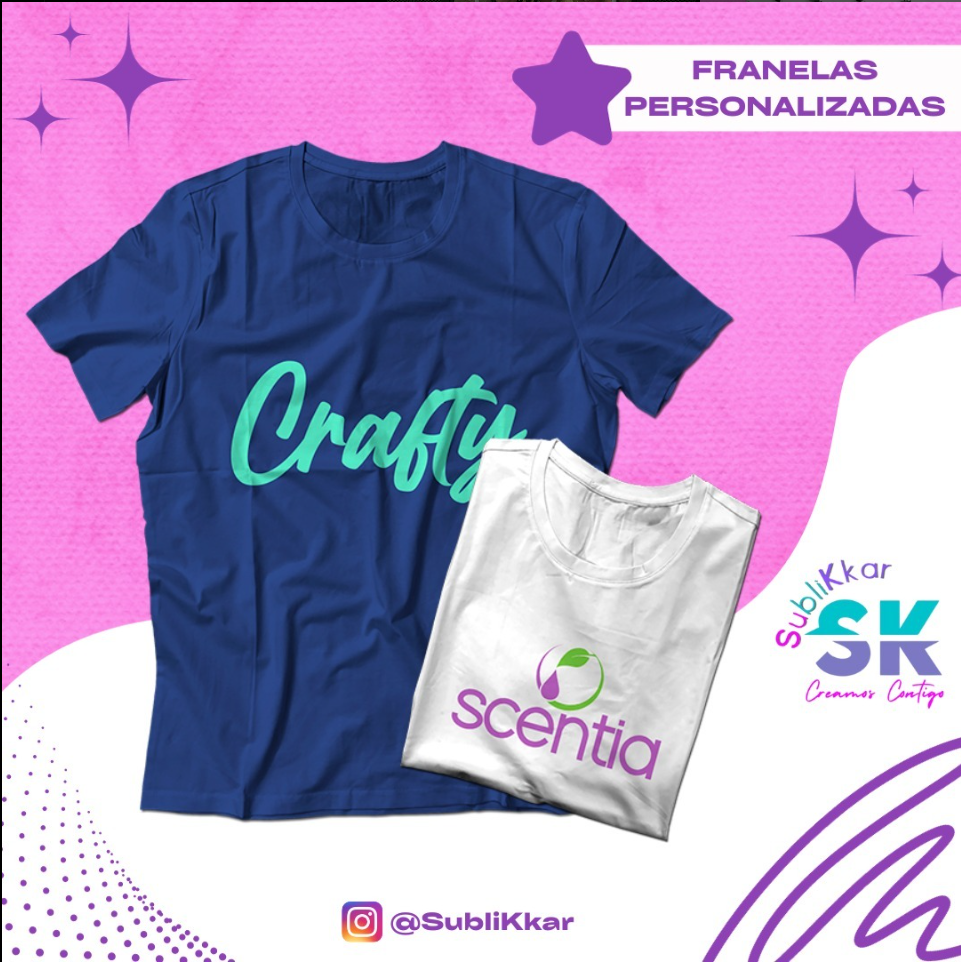 FRANELAS
PERSONALIZADAS
Crafty
scentia
SubliKkar
SK
Creamos Contigo
@SubliKkar